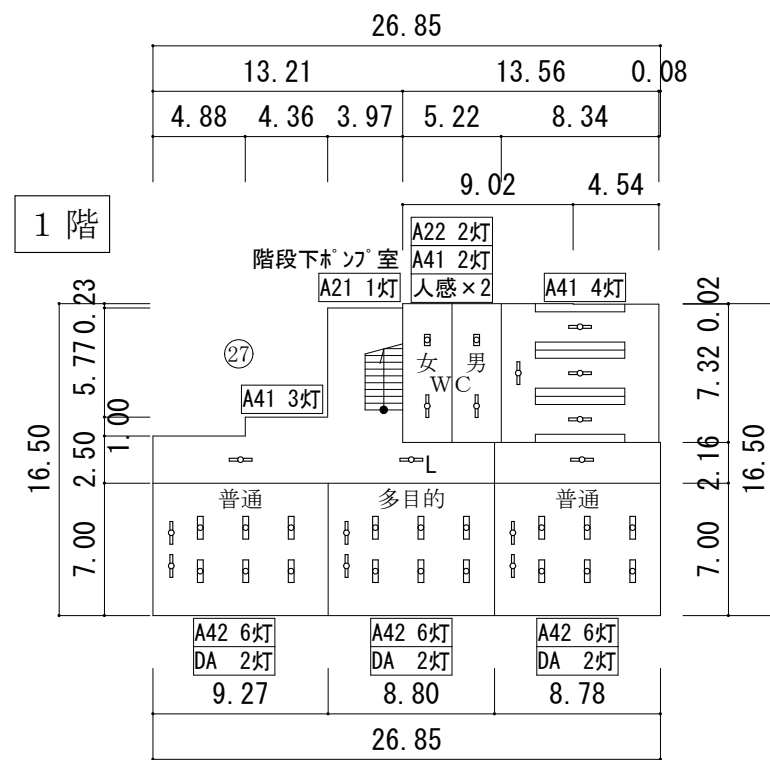 26.85
13.21 13.56 0.08
4.88 4.36 3.97 5.22 8.34
9.02 4.54
1階
A22 2灯
階段下ﾎﾟﾝﾌﾟ室 A41 2灯
A21 1灯 人感×2 A41 4灯
0.23 0.02
㉗
5.77 7.32
女 男
WC
A41 3灯
1.00
16.50 2.50 2.16 16.50
L
普通 多目的 普通
7.00 7.00
A42 6灯 A42 6灯 A42 6灯
DA 2灯 DA 2灯 DA 2灯
9.27 8.80 8.78
26.85